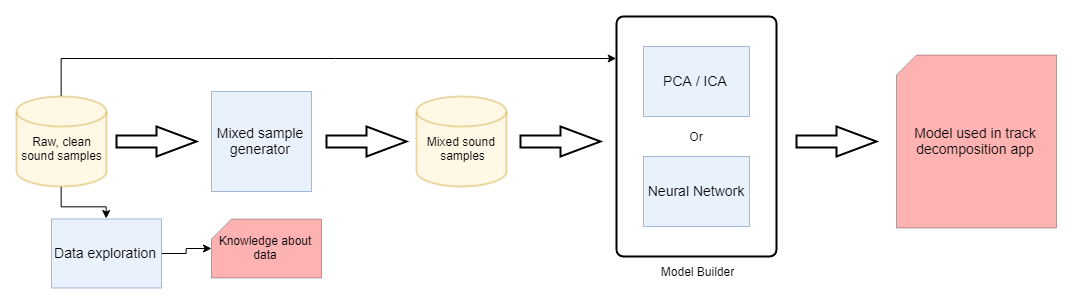 Raw, clean
sound samples
Mixed sample
generator
Mixed sound
samples
PCA / ICA
Or
Neural Network
Model Builder
Model used in track
decomposition app
Data exploration
Knowledge about
data